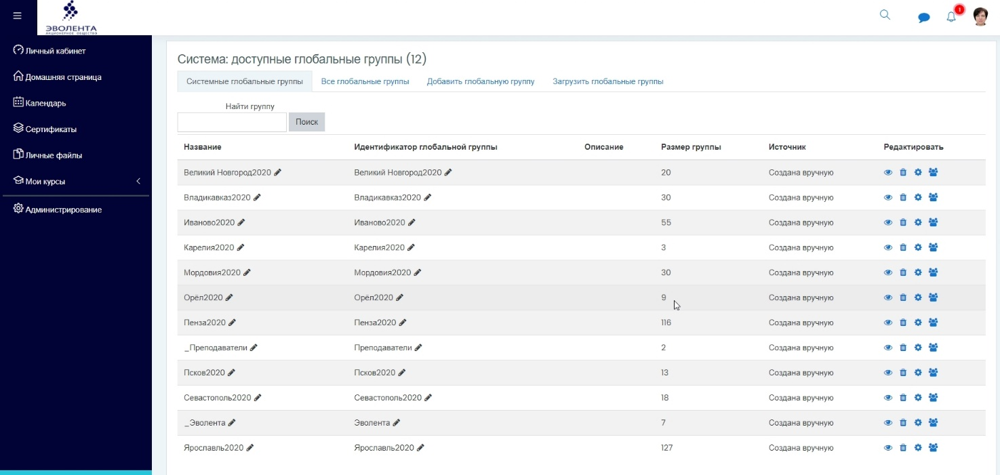 ЭВОЛЕНТА
АКЦИОНЕРНОЕ ОБЩЕСТВО
1
Личный кабинет
Домашняя страница
Календарь
Сертификаты
Личные файлы
Мои курсы
Администрирование
Система: доступные глобальные группы (12)
Системные глобальные группы Все глобальные группы Добавить глобальную группу Загрузить глобальные группы
Найти группу
Поиск
Название Идентификатор глобальной группы Описание Размер группы Источник Редактировать
Великий Новгород2020 Великий Новгород2020 20 Создана вручную
Владикавказ2020 Владикавказ2020 30 Создана вручную
Иваново2020 Иваново2020 55 Создана вручную
Карелия2020 Карелия2020 3 Создана вручную
Мордовия2020 Мордовия2020 30 Создана вручную
Орёл2020 Орёл2020 9 Создана вручную
Пенза2020 Пенза2020 116 Создана вручную
_Преподаватели Преподаватели 2 Создана вручную
Псков2020 Псков2020 13 Создана вручную
Севастополь2020 Севастополь2020 18 Создана вручную
_Эволента Эволента 7 Создана вручную
Ярославль2020 Ярославль2020 127 Создана вручную